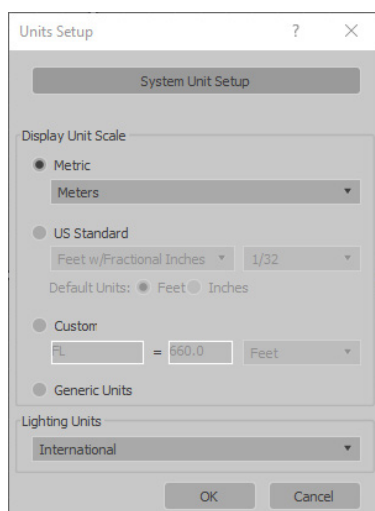 Units Setup ?
System Unit Setup
Display Unit Scale
Metric
Meters
US Standard
Feet w/Fractional Inches 1/32
Default Units: Feet Inches
Custom
FL = 660.0 Feet
Generic Units
Lighting Units
International
OK Cancel